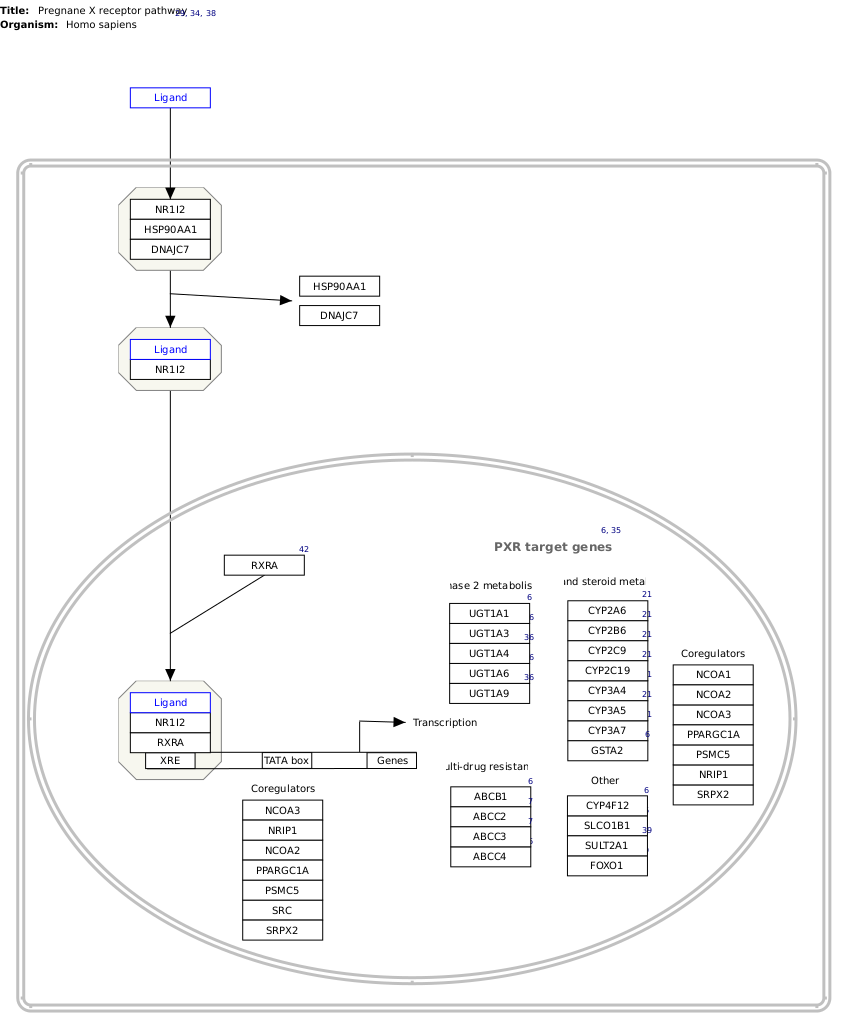 Title: Pregnane X receptor pathway 34, 38
Organism: Homo sapiens
Ligand
NR1I2
HSP90AA1
DNAJC7
HSP90AA1
DNAJC7
Ligand
NR1I2
42
RXRA
6, 35
PXR target genes
Ligand
NR1I2
RXRA
XRE
TATA box
Genes
Transcription
Coregulators
NCOA3
NRIP1
NCOA2
PPARGC1A
PSMC5
SRC
SRPX2
ase 2 metabolis
6
UGT1A1
6
UGT1A3
36
UGT1A4
6
UGT1A6
36
UGT1A9
ulti-drug resistan
6
ABCB1
7
ABCC2
7
ABCC3
ABCC4
nd steroid meta
21
CYP2A6
21
CYP2B6
21
CYP2C9
21
CYP2C19
1
CYP3A4
21
CYP3A5
1
CYP3A7
6
GSTA2
Other
6
CYP4F12
SLCO1B1
39
SULT2A1
FOXO1
Coregulators
NCOA1
NCOA2
NCOA3
PPARGC1A
PSMC5
NRIP1
SRPX2